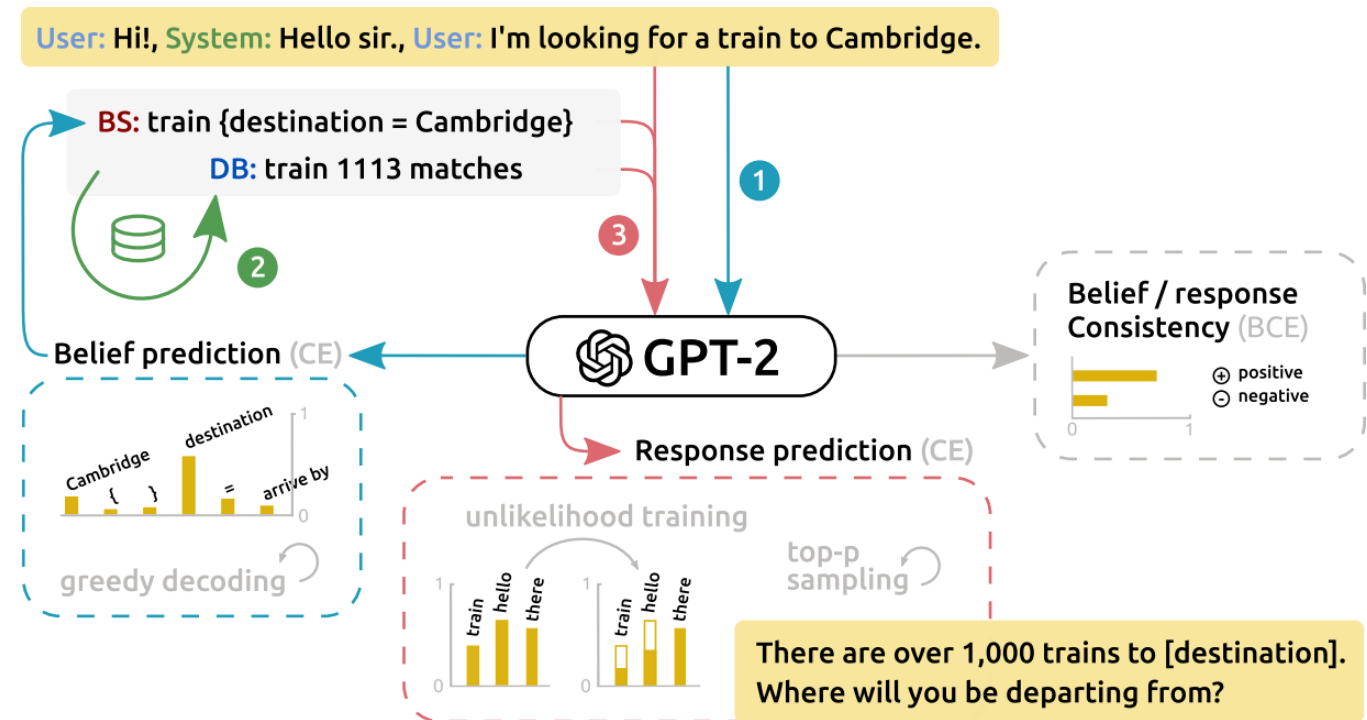 User: Hi!, System: Hello sir., User: I'm looking for a train to Cambridge.
BS: train {destination = Cambridge}
DB: train 1113 matches
1
3
2
Belief / response
Consistency (BCE)
positive
negative
0 1
Belief prediction (CE)
GPT-2
Cambridge { } destination = arrive by
1
0
greedy decoding
Response prediction (CE)
unlikelihood training
top-p
sampling
1 train hello there
0
1 train hello there
0
There are over 1,000 trains to [destination].
Where will you be departing from?